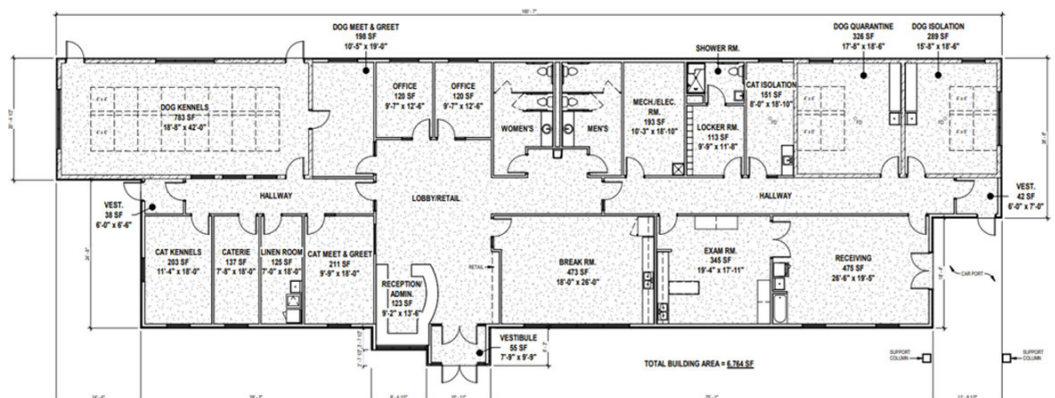 160'-7"
DOG MEET & GREET
198 SF
10'-5" x 19'-0"
DOG QUARANTINE
326 SF
17'-8" x 18'-6"
DOG ISOLATION
289 SF
15'-8" x 18'-6"
SHOWER RM.
OFFICE
120 SF
9'-7" x 12'-6"
OFFICE
120 SF
9'-7" x 12'-6"
CAT ISOLATION
151 SF
8'-0" x 18'-10"
DOG KENNELS
783 SF
18'-8" x 42'-0"
MECH./ELEC.
RM.
193 SF
10'-3" x 18'-10"
WOMEN'S
MEN'S
LOCKER RM.
113 SF
9'-9" x 11'-8"
HALLWAY
LOBBY/RETAIL
HALLWAY
VEST.
38 SF
6'-0" x 6'-6"
VEST.
42 SF
6'-0" x 7'-0"
CAT KENNELS
203 SF
11'-4" x 18'-0"
CATERIE
137 SF
7'-8" x 18'-0"
LINEN ROOM
125 SF
7'-0" x 18'-0"
CAT MEET & GREET
211 SF
9'-9" x 18'-0"
RETAIL
BREAK RM.
473 SF
18'-0" x 26'-0"
EXAM RM.
345 SF
19'-4" x 17'-11"
RECEIVING
475 SF
26'-6" x 19'-5"
CAR PORT
RECEPTION/
ADMIN.
123 SF
9'-2" x 13'-6"
VESTIBULE
55 SF
7'-9" x 9'-9"
TOTAL BUILDING AREA = 6,764 SF
SUPPORT
COLUMN
SUPPORT
COLUMN